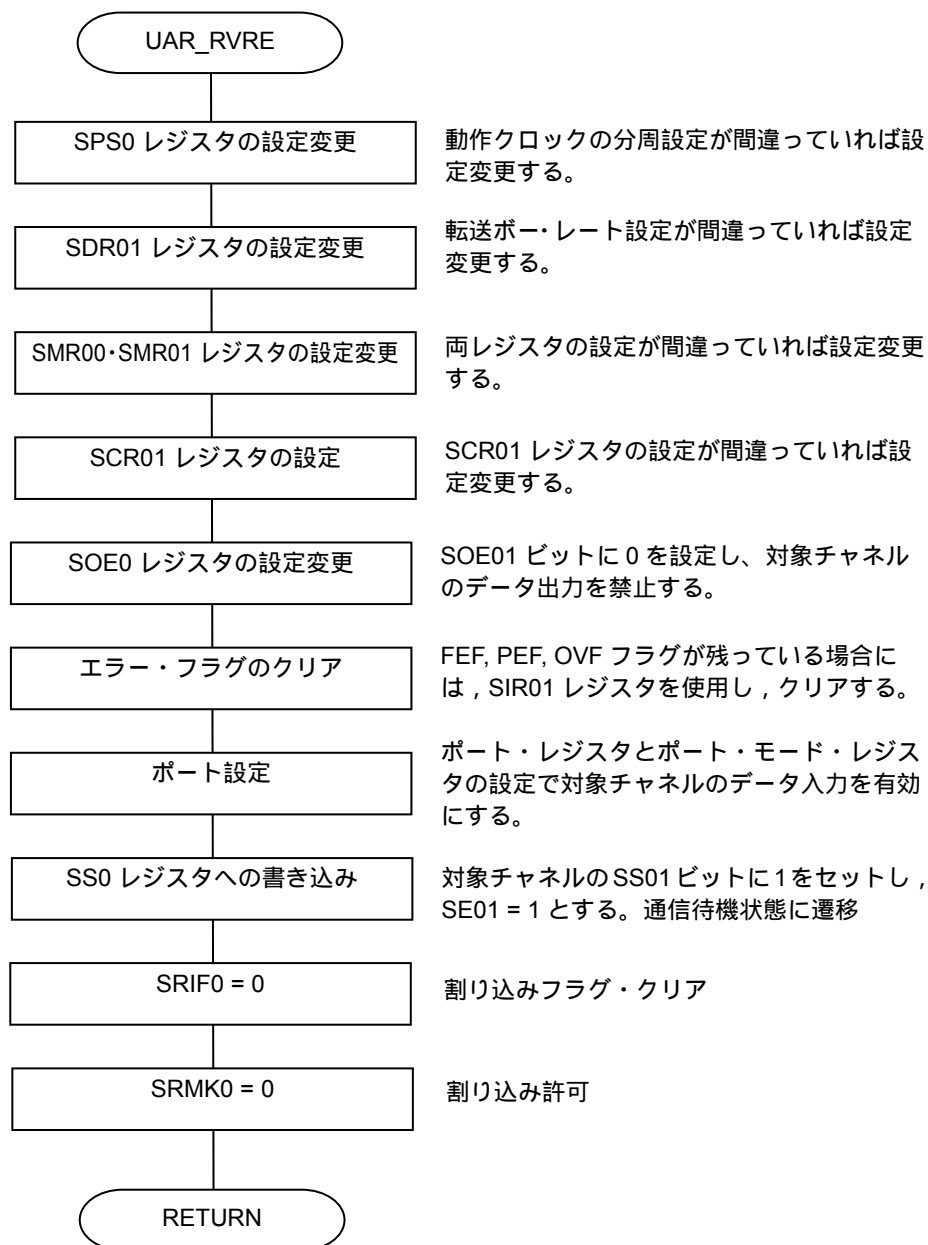 UAR_RVRE
SPS0 レジスタの設定変更
動作クロックの分周設定が間違っていれば設
定変更する。
SDR01 レジスタの設定変更
転送ボー・レート設定が間違っていれば設定
変更する。
SMR00・SMR01 レジスタの設定変更
両レジスタの設定が間違っていれば設定変更
する。
SCR01 レジスタの設定
SCR01 レジスタの設定が間違っていれば設
定変更する。
SOE0 レジスタの設定変更
SOE01 ビットに 0 を設定し、対象チャネル
のデータ出力を禁止する。
エラー・フラグのクリア
FEF, PEF, OVF フラグが残っている場合に
は , SIR01 レジスタを使用し , クリアする。
ポート設定
ポート・レジスタとポート・モード・レジス
タの設定で対象チャネルのデータ入力を有効
にする。
SS0 レジスタへの書き込み
対象チャネルの SS01 ビットに 1 をセットし ,
SE01 = 1 とする。通信待機状態に遷移
SRIF0 = 0
割り込みフラグ・クリア
SRMK0 = 0
割り込み許可
RETURN